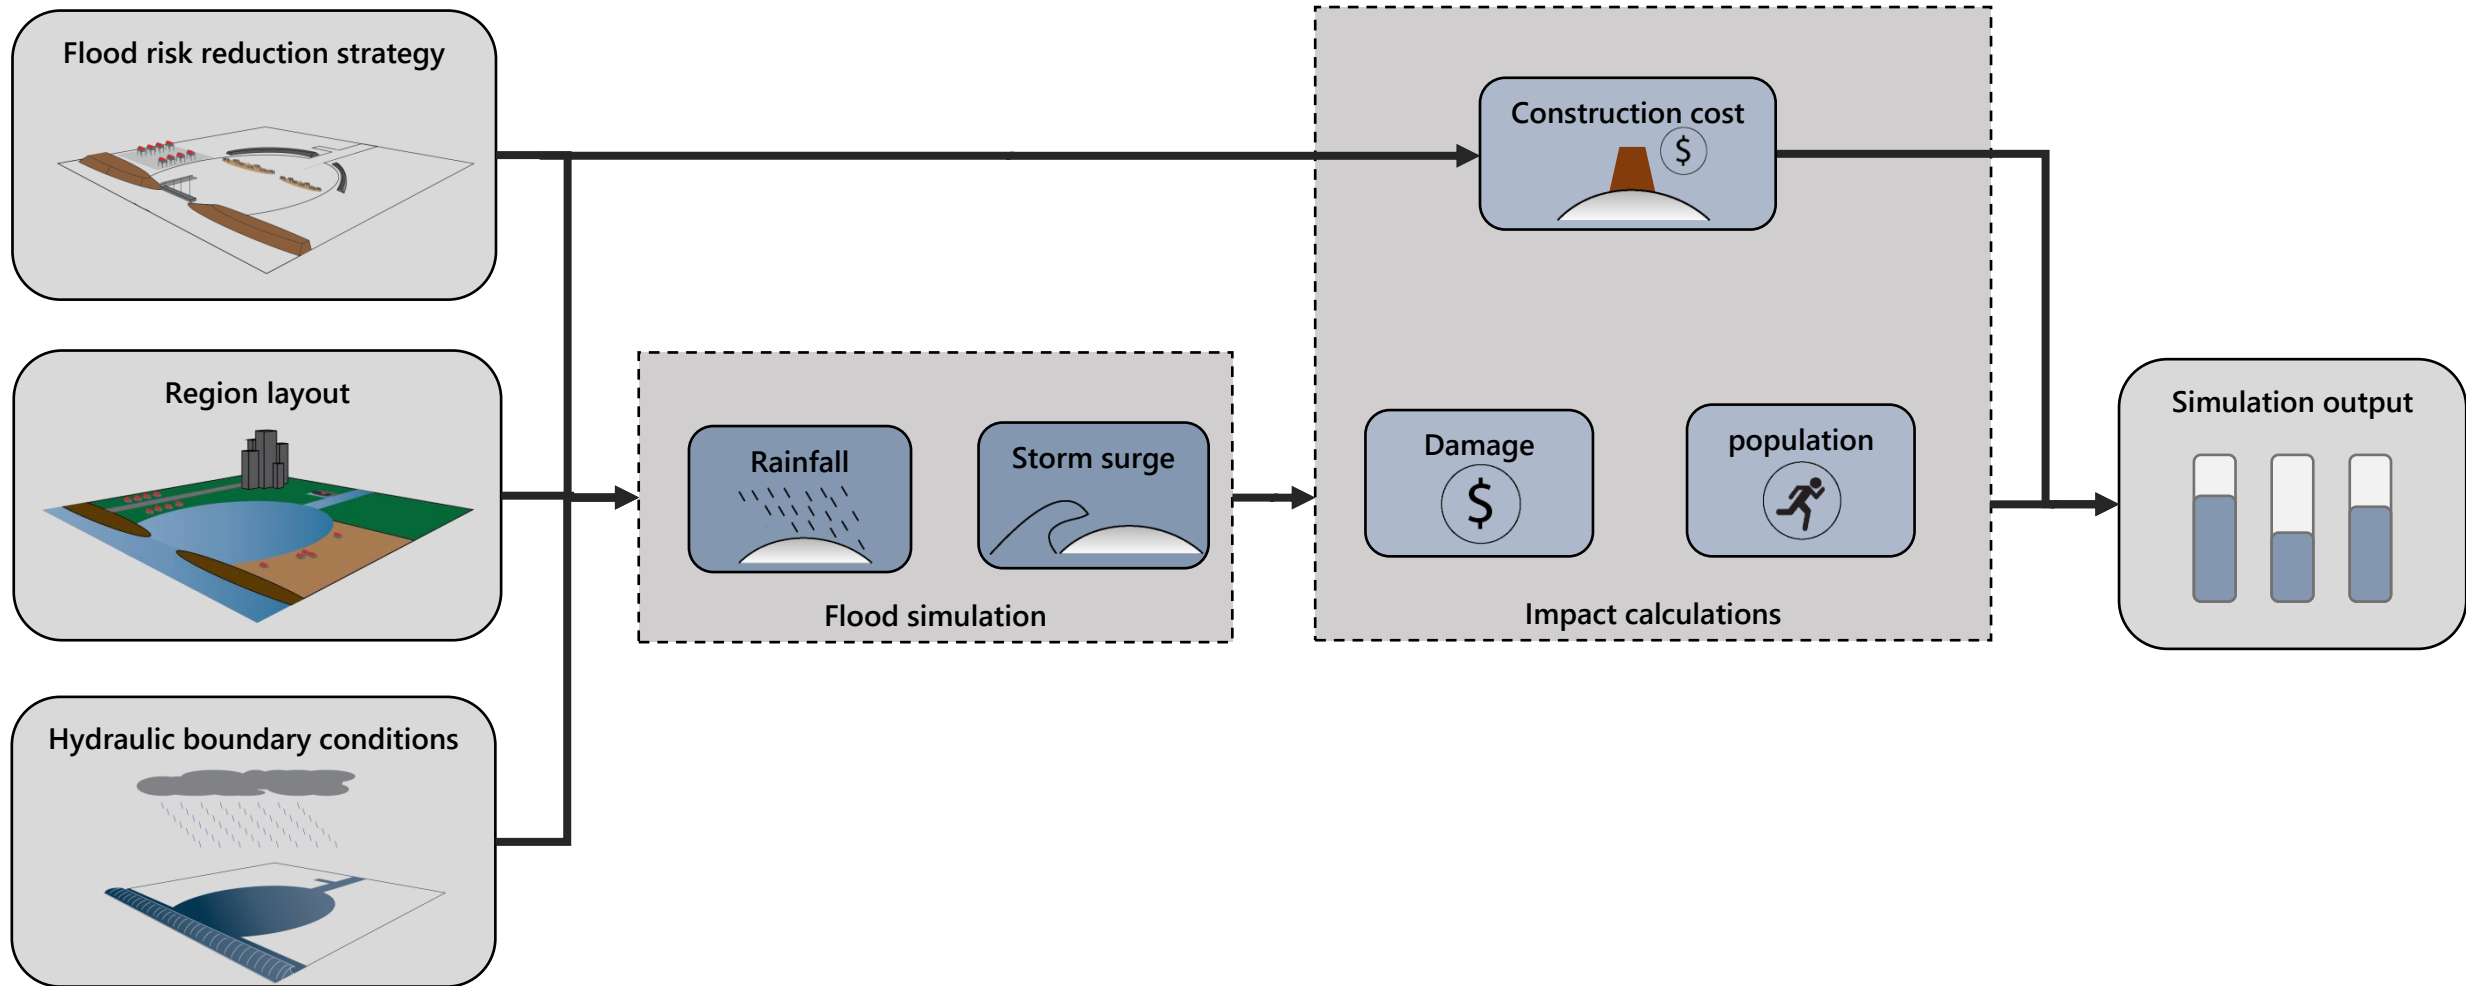 Flood risk reduction strategy
Construction cost
$
Region layout
Rainfall
Storm surge
Flood simulation
Damage
$
population
Impact calculations
Simulation output
Hydraulic boundary conditions